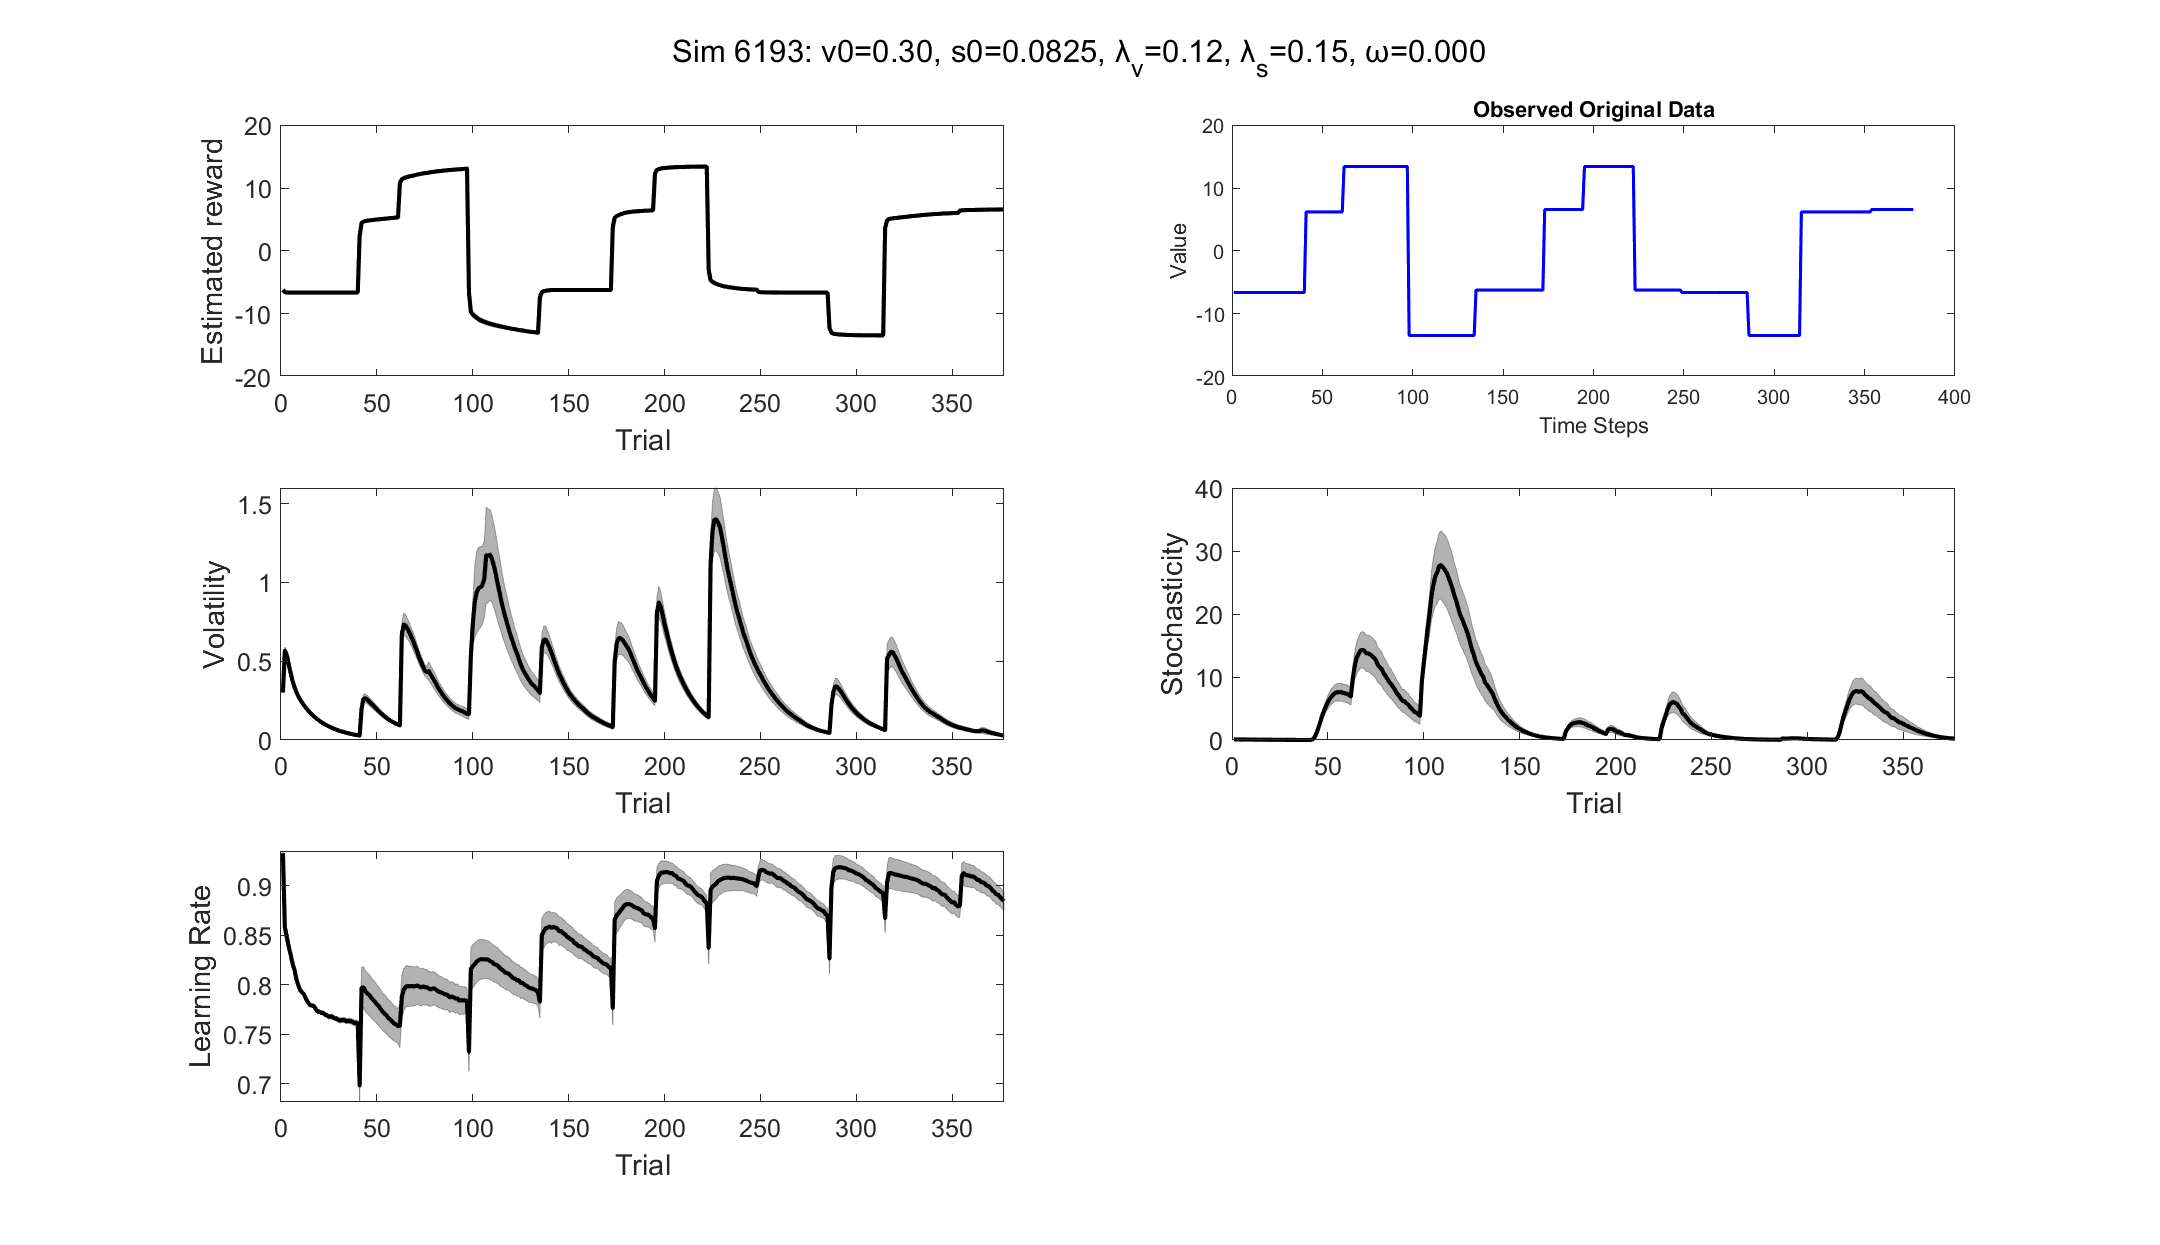 Sim 6193: v0=0.30, s0=0.0825, λ_v=0.12, λ_s=0.15, ω=0.000
Estimated reward
20
10
0
-10
-20
0 50 100 150 200 250 300 350
Trial
Observed Original Data
Value
20
10
0
-10
-20
0 50 100 150 200 250 300 350 400
Time Steps
Volatility
1.5
1
0.5
0
0 50 100 150 200 250 300 350
Trial
Stochasticity
40
30
20
10
0
0 50 100 150 200 250 300 350
Trial
Learning Rate
0.9
0.85
0.8
0.75
0.7
0 50 100 150 200 250 300 350
Trial